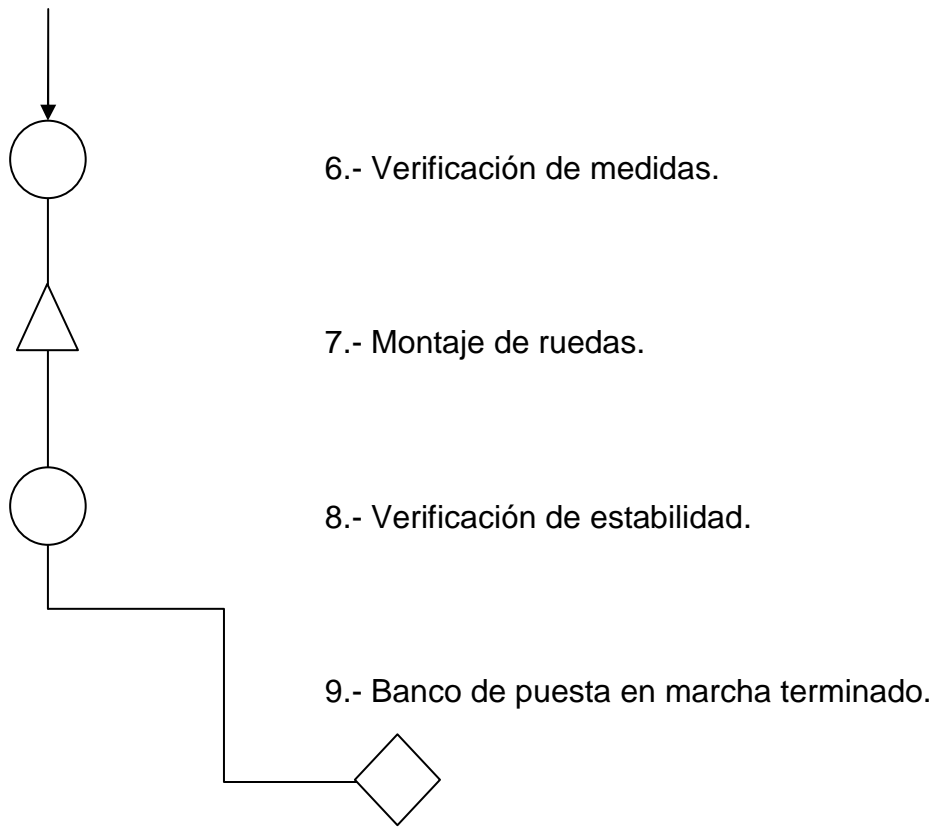 6.- Verificación de medidas.
7.- Montaje de ruedas.
8.- Verificación de estabilidad.
9.- Banco de puesta en marcha terminado.